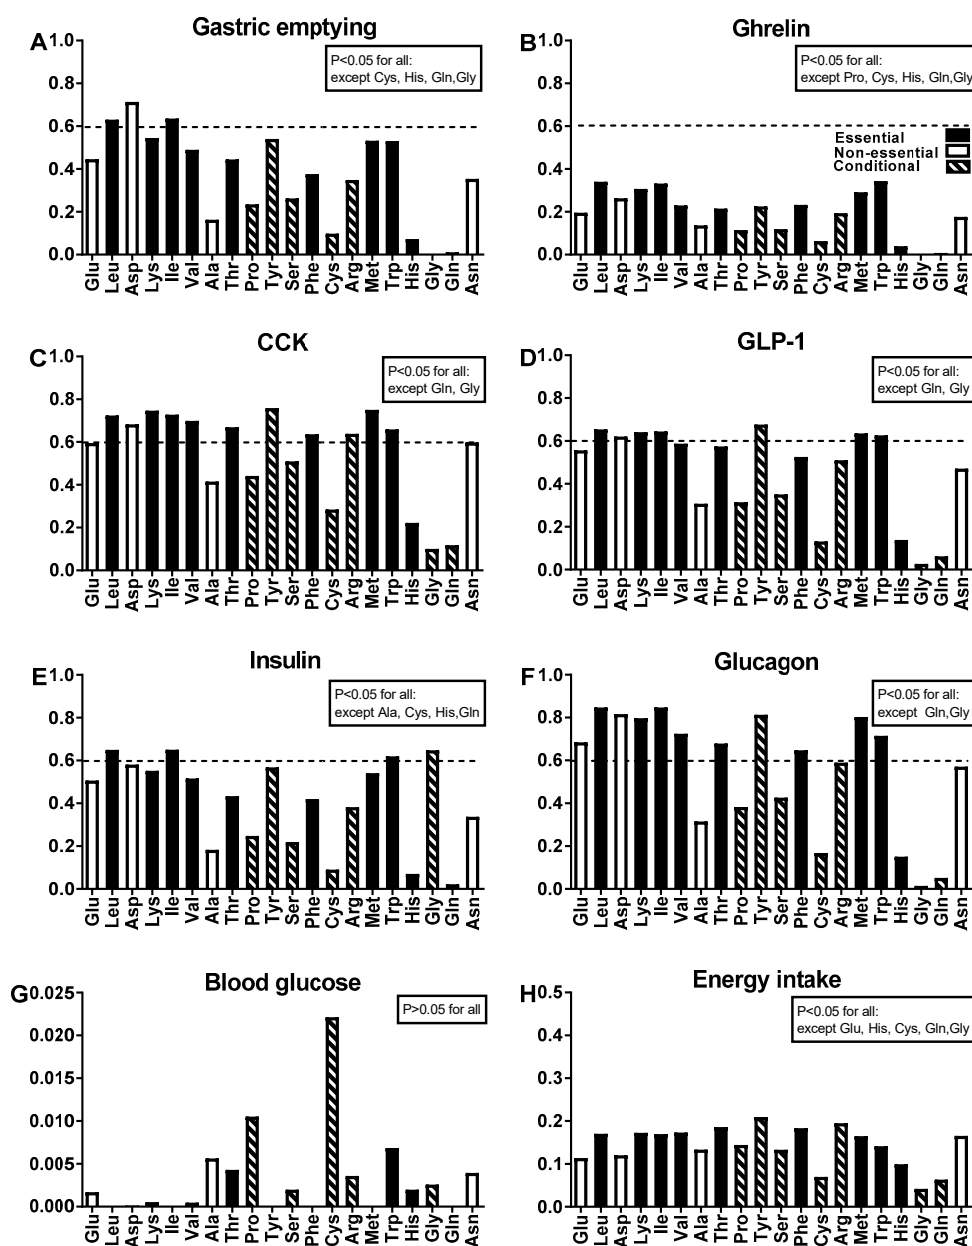 Gastric emptying
A
1.0
0.8
0.6
0.4
0.2
0.0
P<0.05 for all:
except Cys, His, Gln,Gly
Glu Leu Asp Lys Ile Val Ala Thr Pro Tyr Ser Phe Cys Arg Met Trp His Gly Gln Asn
Ghrelin
B
1.0
0.8
0.6
0.4
0.2
0.0
P<0.05 for all:
except Pro, Cys, His, Gln,Gly
Essential
Non-essential
Conditional
Glu Leu Asp Lys Ile Val Ala Thr Pro Tyr Ser Phe Cys Arg Met Trp His Gly Gln Asn
CCK
C
1.0
0.8
0.6
0.4
0.2
0.0
P<0.05 for all:
except Gln, Gly
Glu Leu Asp Lys Ile Val Ala Thr Pro Tyr Ser Phe Cys Arg Met Trp His Gly Gln Asn
GLP-1
D
1.0
0.8
0.6
0.4
0.2
0.0
P<0.05 for all:
except Gln, Gly
Glu Leu Asp Lys Ile Val Ala Thr Pro Tyr Ser Phe Cys Arg Met Trp His Gly Gln Asn
Insulin
E
1.0
0.8
0.6
0.4
0.2
0.0
P<0.05 for all:
except Ala, Cys, His,Gln
Glu Leu Asp Lys Ile Val Ala Thr Pro Tyr Ser Phe Cys Arg Met Trp His Gly Gln Asn
Glucagon
F
1.0
0.8
0.6
0.4
0.2
0.0
P<0.05 for all:
except Gln,Gly
Glu Leu Asp Lys Ile Val Ala Thr Pro Tyr Ser Phe Cys Arg Met Trp His Gly Gln Asn
Blood glucose
G
0.025
0.020
0.015
0.010
0.005
0.000
P>0.05 for all
Glu Leu Asp Lys Ile Val Ala Thr Pro Tyr Ser Phe Cys Arg Met Trp His Gly Gln Asn
Energy intake
H
0.5
0.4
0.3
0.2
0.1
0.0
P<0.05 for all:
except Glu, His, Cys, Gln,Gly
Glu Leu Asp Lys Ile Val Ala Thr Pro Tyr Ser Phe Cys Arg Met Trp His Gly Gln Asn